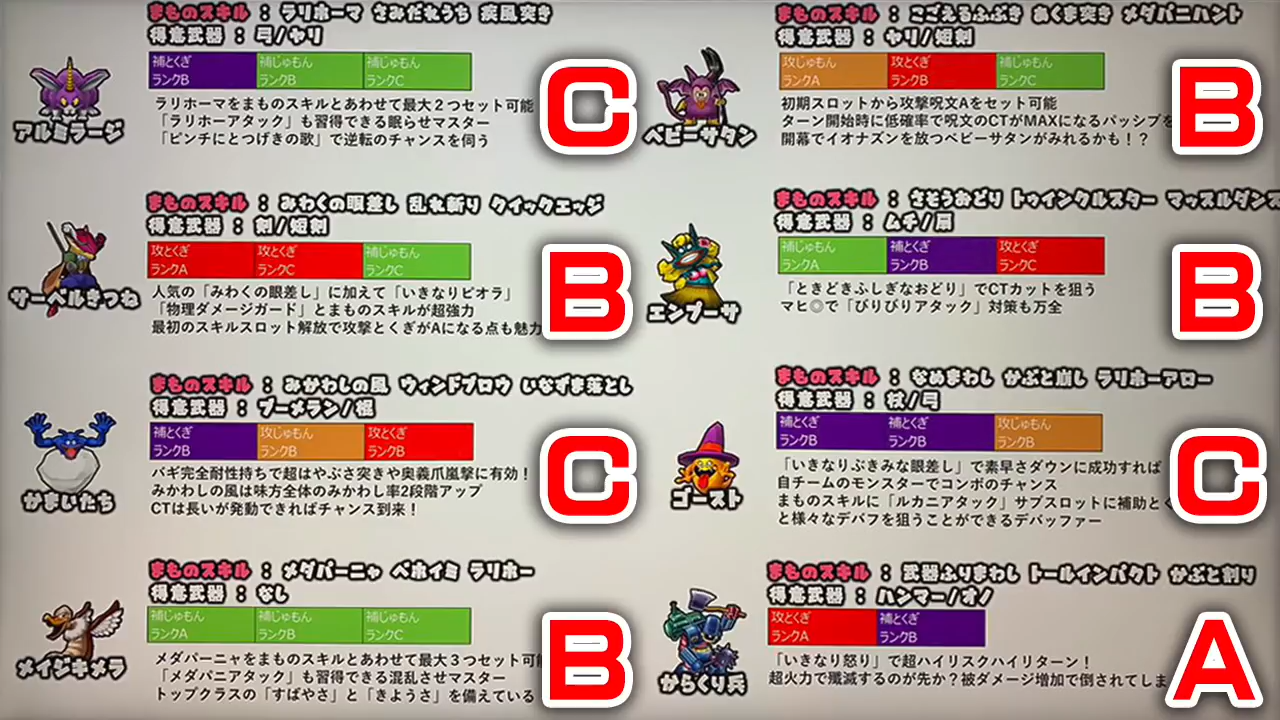 まものスキル : ラリホーマ さみだれうち 疾風突き
得意武器 : 弓/ヤリ
補とくぎ 補じゅもん 補じゅもん
ランクB ランクB ランクC
アルミラージ
ラリホーマをまものスキルとあわせて最大2つセット可能
「ラリホーアタック」も習得できる眠らせマスター
「ピンチにとつげきの歌」で逆転のチャンスを伺う
C
まものスキル : こごえるふぶき あくま突き メダパニハント
得意武器 : ヤリ/短剣
攻じゅもん 攻とくぎ 補じゅもん
ランクA ランクB ランクC
ベビーサタン
初期スロットから攻撃呪文Aをセット可能
ターン開始時に低確率で呪文のCTがMAXになるパッシブを
開幕でイオナズンを放つベビーサタンがみれるかも!?
B
まものスキル : みわくの眼差し 乱れ斬り クイックエッジ
得意武器 : 剣/短剣
攻とくぎ 攻とくぎ 補じゅもん
ランクA ランクC ランクC
サーベルきつね
人気の「みわくの眼差し」に加えて「いきなりピオラ」
「物理ダメージガード」とまものスキルが超強力
最初のスキルスロット解放で攻撃とくぎがAになる点も魅力
B
まものスキル : さそうおどり トゥインクルスター マッスルダンス
得意武器 : ムチ/扇
補じゅもん 補とくぎ 攻とくぎ
ランクA ランクB ランクC
エンプーサ
「ときどきふしぎなおどり」でCTカットを狙う
マヒ◎で「びりびりアタック」対策も万全
B
まものスキル : みかわしの風 ウィンドブロウ いなずま落とし
得意武器 : ブーメラン/棍
補とくぎ 攻じゅもん 攻とくぎ
ランクB ランクB ランクB
かまいたち
バギ完全耐性持ちで超はやぶさ突きや奥義爪嵐撃に有効!
みかわしの風は味方全体のみかわし率2段階アップ
CTは長いが発動できればチャンス到来!
C
まものスキル : なめまわし かぶと崩し ラリホーアロー
得意武器 : 杖/弓
補とくぎ 補とくぎ 攻じゅもん
ランクB ランクB ランクB
ゴースト
「いきなりぶきみな眼差し」で素早さダウンに成功すれば
自チームのモンスターでコンボのチャンス
まものスキルに「ルカニアタック」サブスロットに補助とく
と様々なデバフを狙うことができるデバッファー
C
まものスキル : メダパーニャ ベホイミ ラリホー
得意武器 : なし
補じゅもん 補じゅもん 補じゅもん
ランクA ランクB ランクC
メイジキメラ
メダパーニャをまものスキルとあわせて最大3つセット可能
「メダパニアタック」も習得できる混乱させマスター
トップクラスの「すばやさ」と「きようさ」を備えている
B
まものスキル : 武器ふりまわし トールインパクト かぶと割り
得意武器 : ハンマー/オノ
攻とくぎ 補とくぎ
ランクA ランクB
からくり兵
「いきなり怒り」で超ハイリスクハイリターン!
超火力で殲滅するのが先か?被ダメージ増加で倒されてしま
A